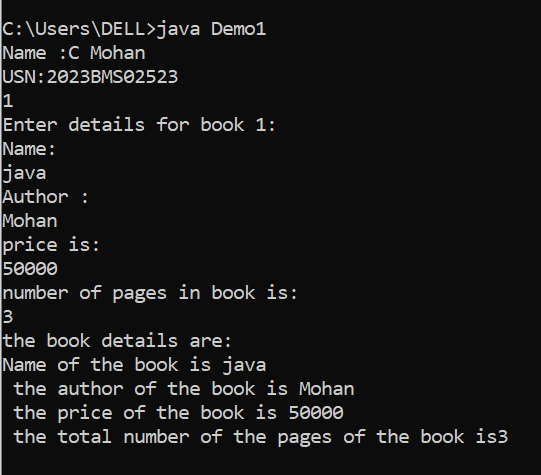 C:\Users\DELL>java Demo1
Name :C Mohan
USN:2023BMS02523
1
Enter details for book 1:
Name:
java
Author :
Mohan
price is:
50000
number of pages in book is:
3
the book details are:
Name of the book is java
 the author of the book is Mohan
 the price of the book is 50000
 the total number of the pages of the book is3